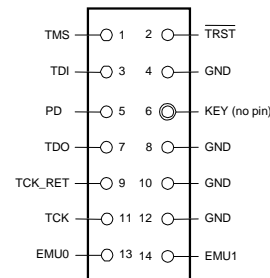 TMS 1 2 TRST
TDI 3 4 GND
PD 5 6 KEY (no pin)
TDO 7 8 GND
TCK_RET 9 10 GND
TCK 11 12 GND
EMU0 13 14 EMU1